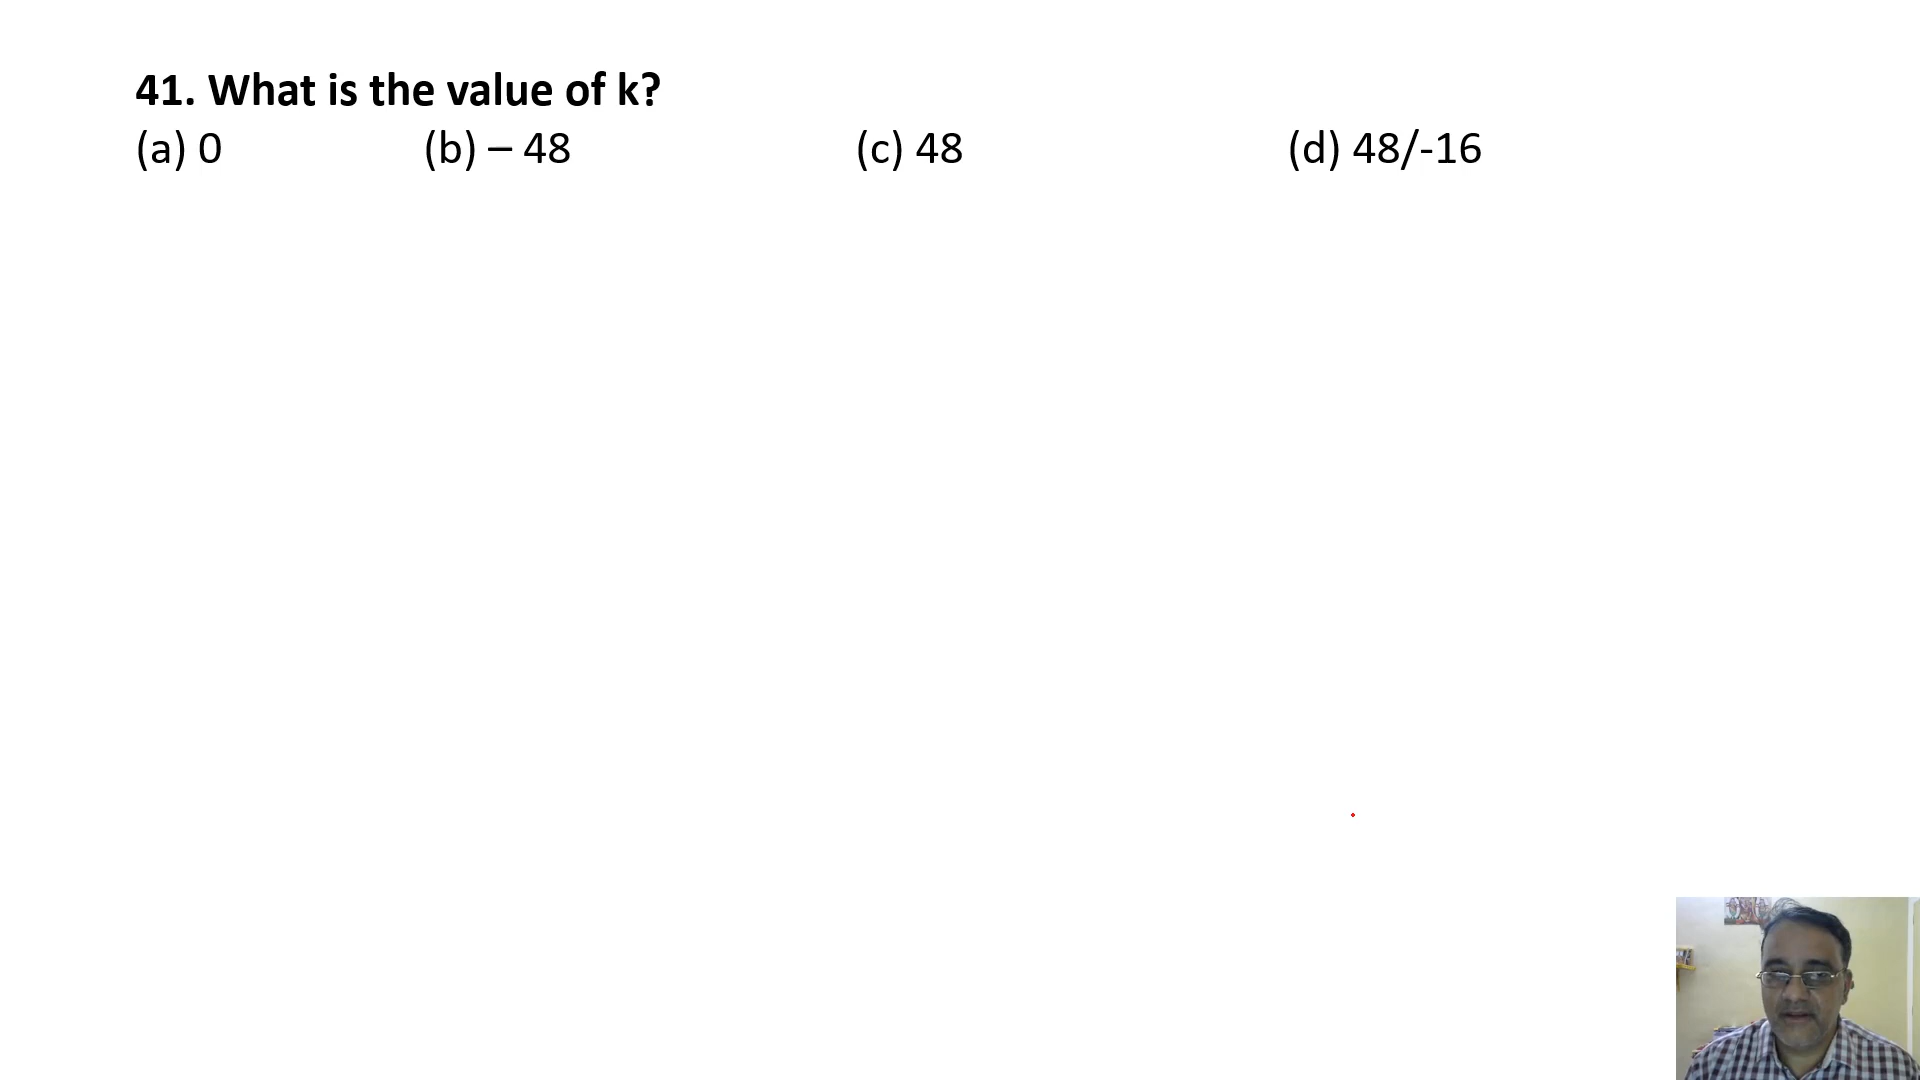 41. What is the value of k?
(a) 0 (b) – 48 (c) 48 (d) 48/-16